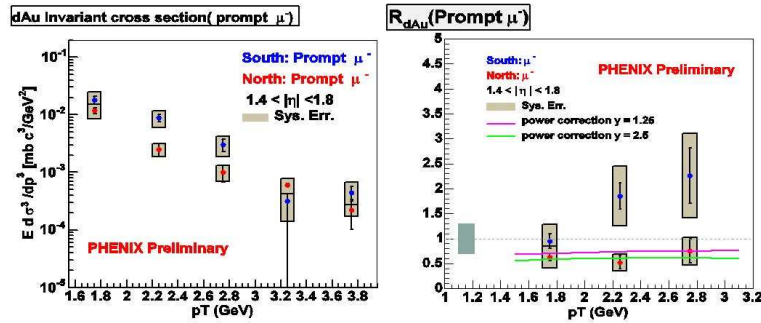 dAu Invariant cross section( prompt μ⁻)
E dσ³/dp³ [mb c³/GeV²]
10⁻¹
10⁻²
10⁻³
10⁻⁴
10⁻⁵
South: Prompt μ⁻
North: Prompt μ⁻
1.4 < |η| <1.8
Sys. Err.
PHENIX Preliminary
1.6 1.8 2 2.2 2.4 2.6 2.8 3 3.2 3.4 3.6 3.8
pT (GeV)
R_dAu(Prompt μ⁻)
5
4.5
4
3.5
3
2.5
2
1.5
1
0.5
0
South: μ⁻
North: μ⁻
1.4 < |η| < 1.8
Sys. Err.
power correction y = 1.25
power correction y = 2.5
PHENIX Preliminary
1 1.2 1.4 1.6 1.8 2 2.2 2.4 2.6 2.8 3 3.2
pT (GeV)